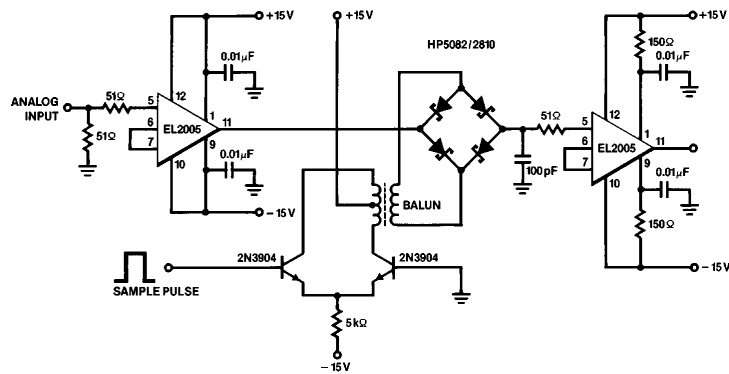 +15V
+15V
+15V
HP5082/2810
0.01µF
150Ω
0.01µF
12
12
51Ω
51Ω
ANALOG
INPUT
5
1
5
1
EL2005
11
EL2005
11
6
6
51Ω
7
9
7
9
0.01µF
100pF
0.01µF
10
10
BALUN
150Ω
−15V
2N3904
2N3904
−15V
SAMPLE PULSE
5kΩ
−15V